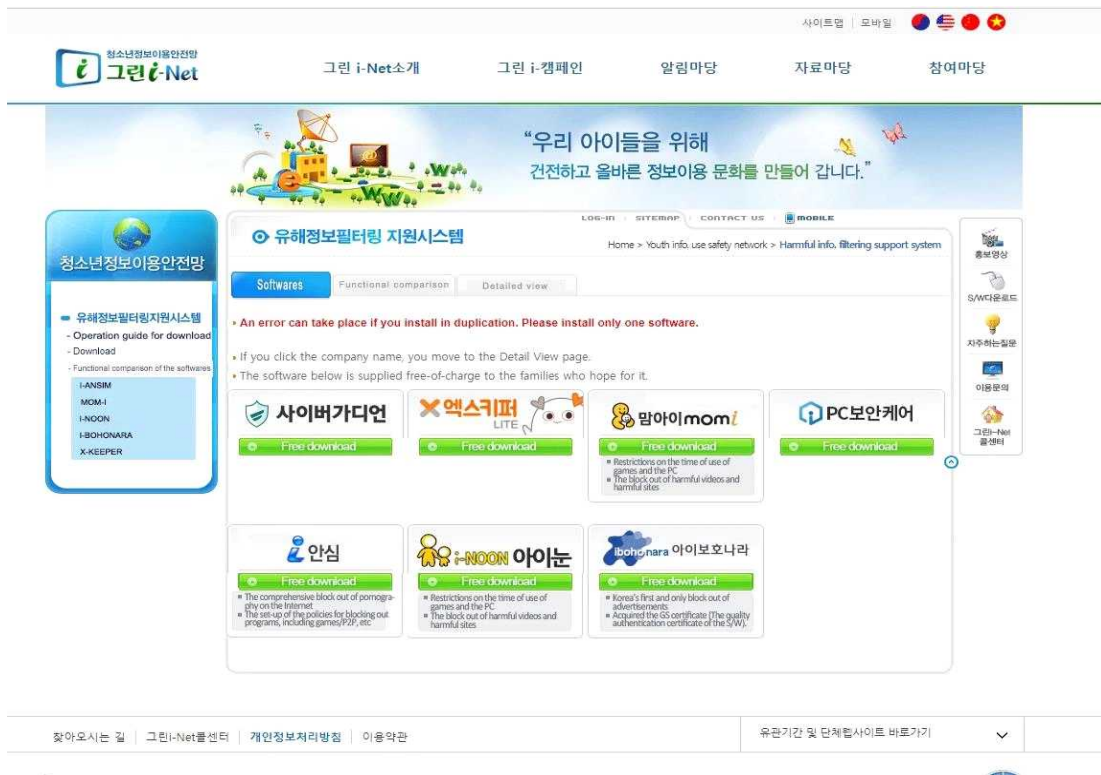 사이트맵 모바일
청소년정보이용안전망
그린 i-Net
그린 i-Net소개 그린 i-캠페인 알림마당 자료마당 참여마당
“우리 아이들을 위해
건전하고 올바른 정보이용 문화를 만들어 갑니다.”
LOG-IN SITEMAP CONTACT US MOBILE
청소년정보이용안전망
유해정보필터링지원시스템
- Operation guide for download
- Download
- Functional comparison of the softwares
I-ANSIM
MOM-I
I-NOON
I-BOHONARA
X-KEEPER
유해정보필터링 지원시스템
Home > Youth info. use safety network > Harmful info. filtering support system
Softwares Functional comparison Detailed view
An error can take place if you install in duplication. Please install only one software.
If you click the company name, you move to the Detail View page.
The software below is supplied free-of-charge to the families who hope for it.
사이버가디언
Free download
엑스키퍼
LITE
Free download
맘아이momi
Free download
Restrictions on the time of use of
games and the PC
The block out of harmful videos and
harmful sites
PC보안케어
Free download
i 안심
Free download
The comprehensive block out of pornogra-
phy on the Internet
The set-up of the policies for blocking out
programs, including games/P2P, etc
i-NOON 아이눈
Free download
Restrictions on the time of use of
games and the PC
The block out of harmful videos and
harmful sites
ibohonara 아이보호나라
Free download
Korea's first and only block out of
advertisements
Acquired the GS certificate (The quality
authentication certificate of the S/W).
홍보영상
S/W다운로드
자주하는질문
이용문의
그린i-Net
콜센터
찾아오시는 길 그린i-Net콜센터 개인정보처리방침 이용약관
유관기간 및 단체웹사이트 바로가기